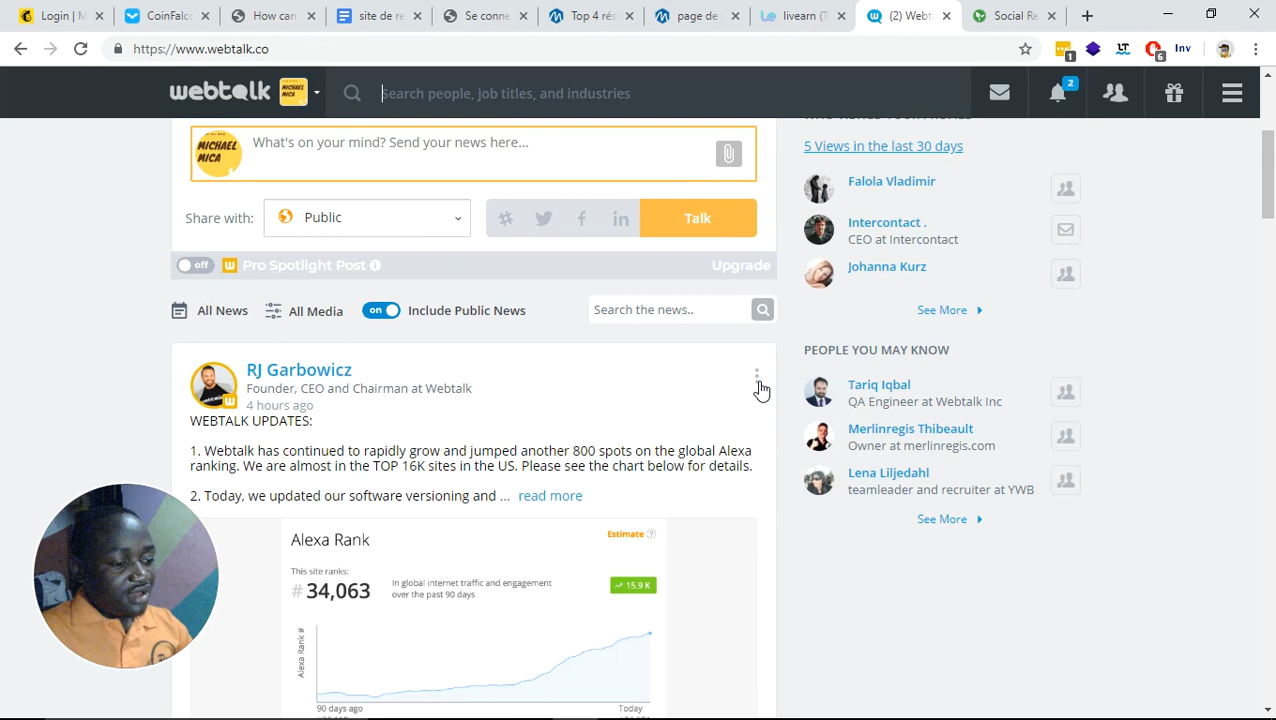 Login | M
CoinFalco
How can
site de re
Se conne
Top 4 rés
page de
livearn (T
(2) Webta
Social Re
https://www.webtalk.co
1
LT
6
Inv
webtalk
MICHAEL MICA
Search people, job titles, and industries
2
What's on your mind? Send your news here...
MICHAEL
MICA
5 Views in the last 30 days
Falola Vladimir
Share with:
Public
Talk
Intercontact .
CEO at Intercontact
off
Pro Spotlight Post
Upgrade
Johanna Kurz
All News
All Media
on
Include Public News
Search the news..
See More
PEOPLE YOU MAY KNOW
RJ Garbowicz
Founder, CEO and Chairman at Webtalk
4 hours ago
WEBTALK UPDATES:
1. Webtalk has continued to rapidly grow and jumped another 800 spots on the global Alexa
ranking. We are almost in the TOP 16K sites in the US. Please see the chart below for details.
2. Today, we updated our software versioning and ... read more
Tariq Iqbal
QA Engineer at Webtalk Inc
Merlinregis Thibeault
Owner at merlinregis.com
Lena Liljedahl
teamleader and recruiter at YWB
See More
Alexa Rank
Estimate
This site ranks:
#34,063
In global internet traffic and engagement
over the past 90 days
15.9 K
Alexa Rank #
90 days ago
Today